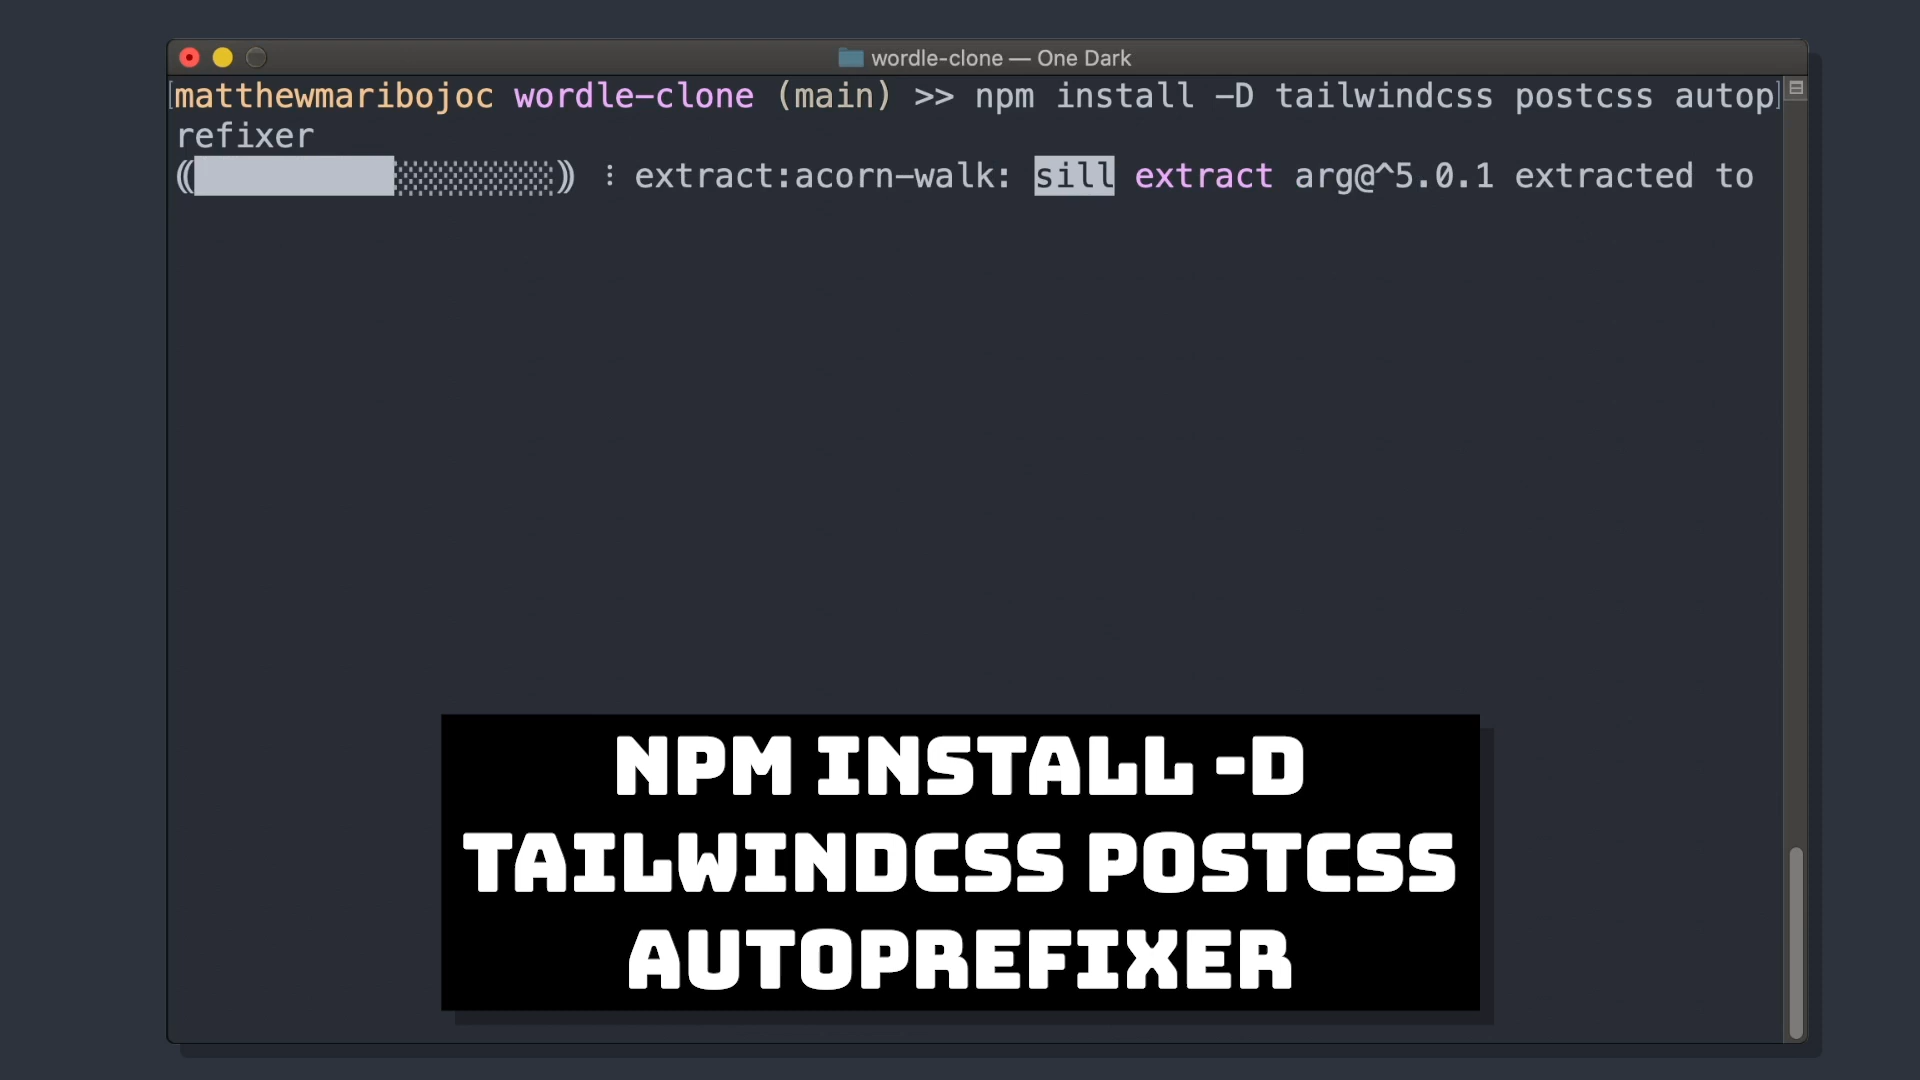 wordle-clone — One Dark
[matthewmaribojoc wordle-clone (main) >> npm install -D tailwindcss postcss autop]
refixer
((██████████░░░░░░░░)) ⠸ extract:acorn-walk: sill extract arg@^5.0.1 extracted to
NPM INSTALL -D
TAILWINDCSS POSTCSS
AUTOPREFIXER